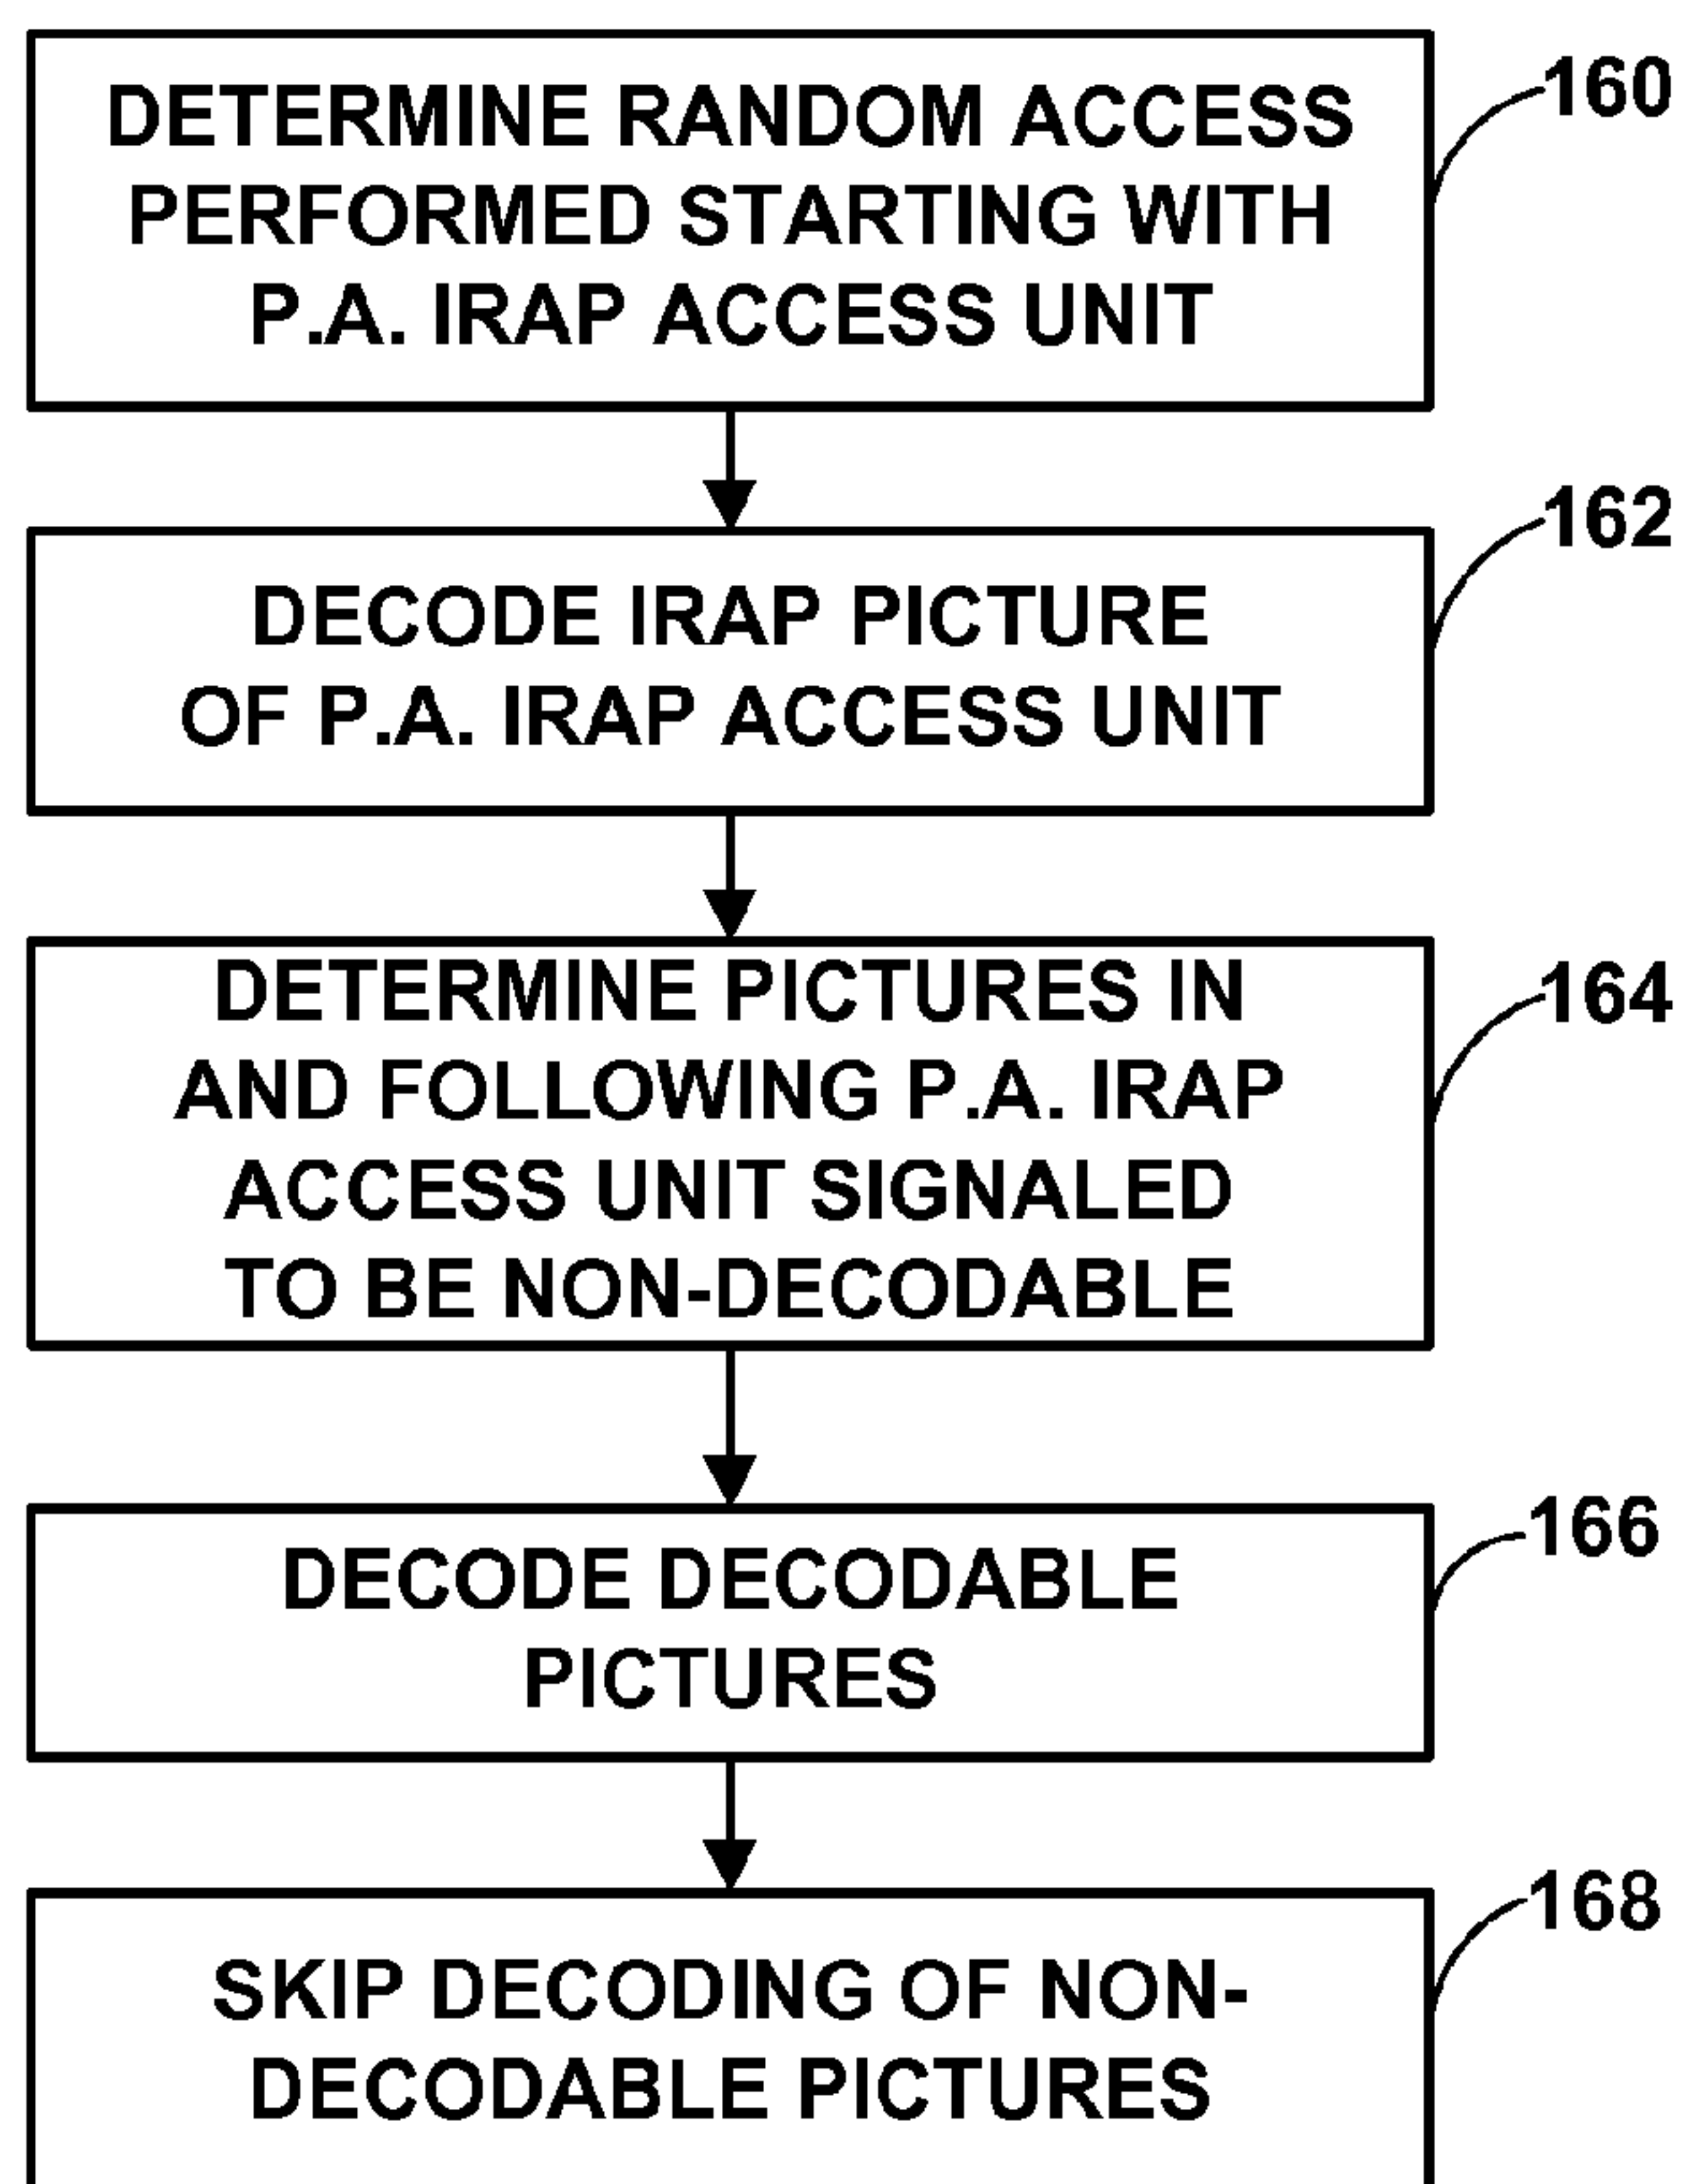 DETERMINE RANDOM ACCESS
PERFORMED STARTING WITH
P.A. IRAP ACCESS UNIT
160
DECODE IRAP PICTURE
OF P.A. IRAP ACCESS UNIT
162
DETERMINE PICTURES IN
AND FOLLOWING P.A. IRAP
ACCESS UNIT SIGNALED
TO BE NON-DECODABLE
164
DECODE DECODABLE
PICTURES
166
SKIP DECODING OF NON-
DECODABLE PICTURES
168